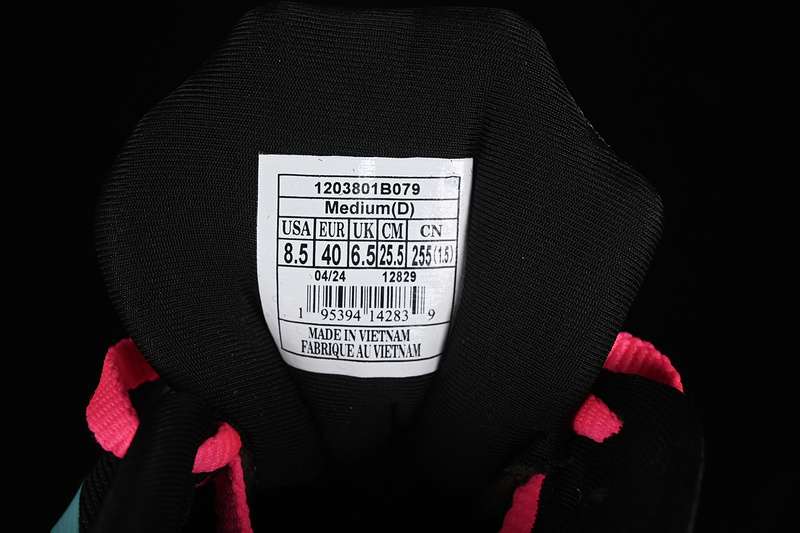 1203801B079
Medium(D)
USA EUR UK CM CN
8.5 40 6.5 25.5 255(1.5)
04/24 12829
1 95394 14283 9
MADE IN VIETNAM
FABRIQUE AU VIETNAM